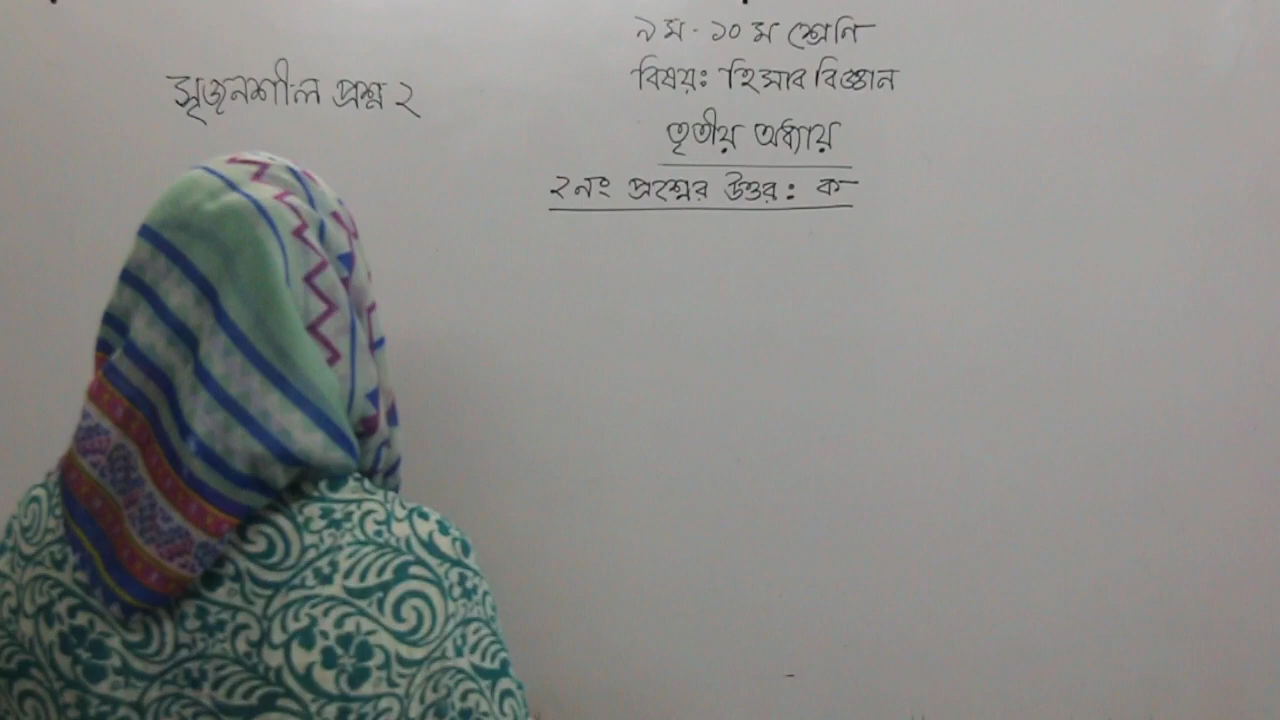 ৯ম - ১০ম শ্রেনি
বিষয়ঃ হিসাব বিজ্ঞান
সৃজনশীল প্রশ্ন ২
তৃতীয় অধ্যায়
২নং প্রশ্নের উত্তর: ক